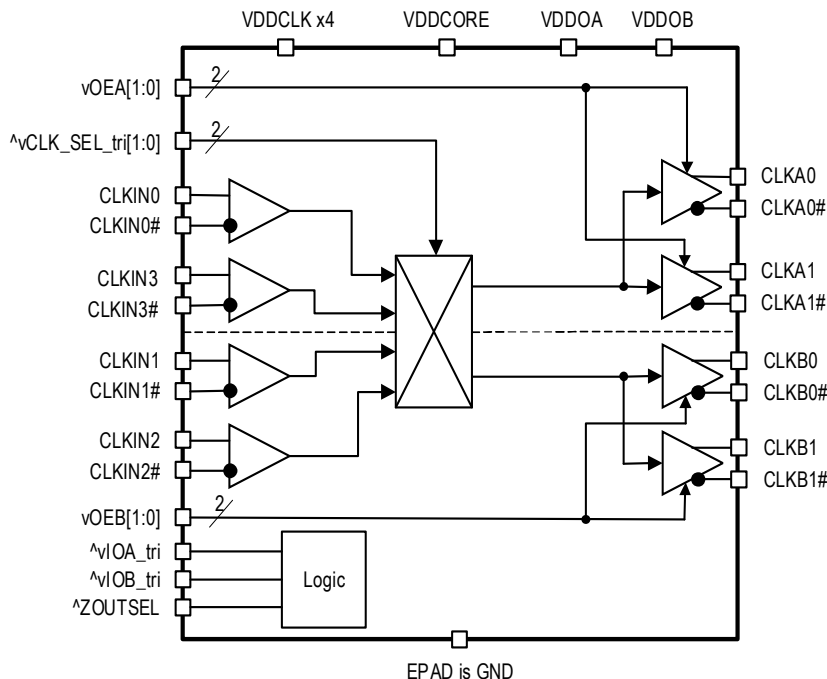 VDDCLK x4
VDDCORE
VDDOA
VDDOB
vOEA[1:0]
2
^vCLK_SEL_tri[1:0]
2
CLKIN0
CLKIN0#
CLKIN3
CLKIN3#
CLKIN1
CLKIN1#
CLKIN2
CLKIN2#
vOEB[1:0]
2
^vIOA_tri
^vIOB_tri
^ZOUTSEL
Logic
CLKA0
CLKA0#
CLKA1
CLKA1#
CLKB0
CLKB0#
CLKB1
CLKB1#
EPAD is GND